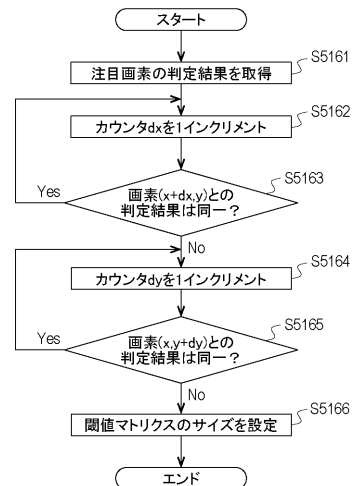 スタート
S5161
注目画素の判定結果を取得
S5162
カウンタdxを1インクリメント
S5163
Yes
画素(x+dx,y)との
判定結果は同一？
No
S5164
カウンタdyを1インクリメント
S5165
Yes
画素(x,y+dy)との
判定結果は同一？
No
S5166
閾値マトリクスのサイズを設定
エンド